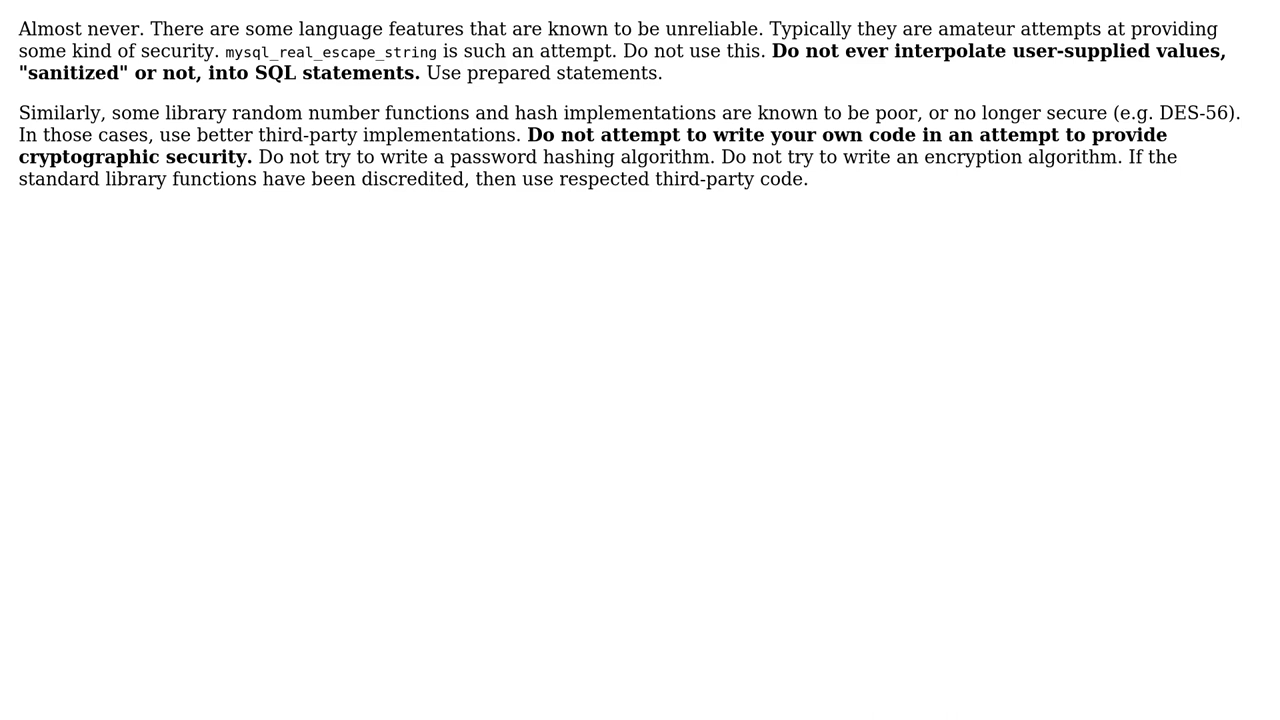 Almost never. There are some language features that are known to be unreliable. Typically they are amateur attempts at providing
some kind of security. mysql_real_escape_string is such an attempt. Do not use this. Do not ever interpolate user-supplied values,
"sanitized" or not, into SQL statements. Use prepared statements.
Similarly, some library random number functions and hash implementations are known to be poor, or no longer secure (e.g. DES-56).
In those cases, use better third-party implementations. Do not attempt to write your own code in an attempt to provide
cryptographic security. Do not try to write a password hashing algorithm. Do not try to write an encryption algorithm. If the
standard library functions have been discredited, then use respected third-party code.